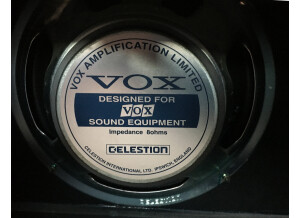 VOX AMPLIFICATION LIMITED
VOX
DESIGNED FOR
VOX
SOUND EQUIPMENT
Impedance 8ohms
CELESTION
CELESTION INTERNATIONAL LTD. IPSWICH, ENGLAND